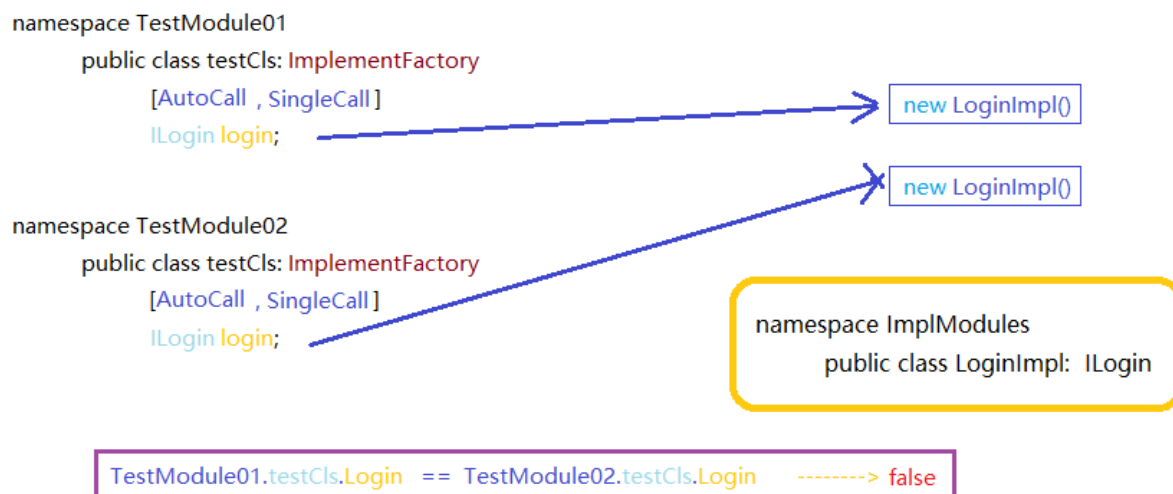 namespace TestModule01
public class testCls: ImplementFactory
[AutoCall , SingleCall]
ILogin login;
new LoginImpl()
new LoginImpl()
namespace TestModule02
public class testCls: ImplementFactory
[AutoCall , SingleCall]
ILogin login;
namespace ImplModules
public class LoginImpl: ILogin
TestModule01.testCls.Login == TestModule02.testCls.Login --------> false